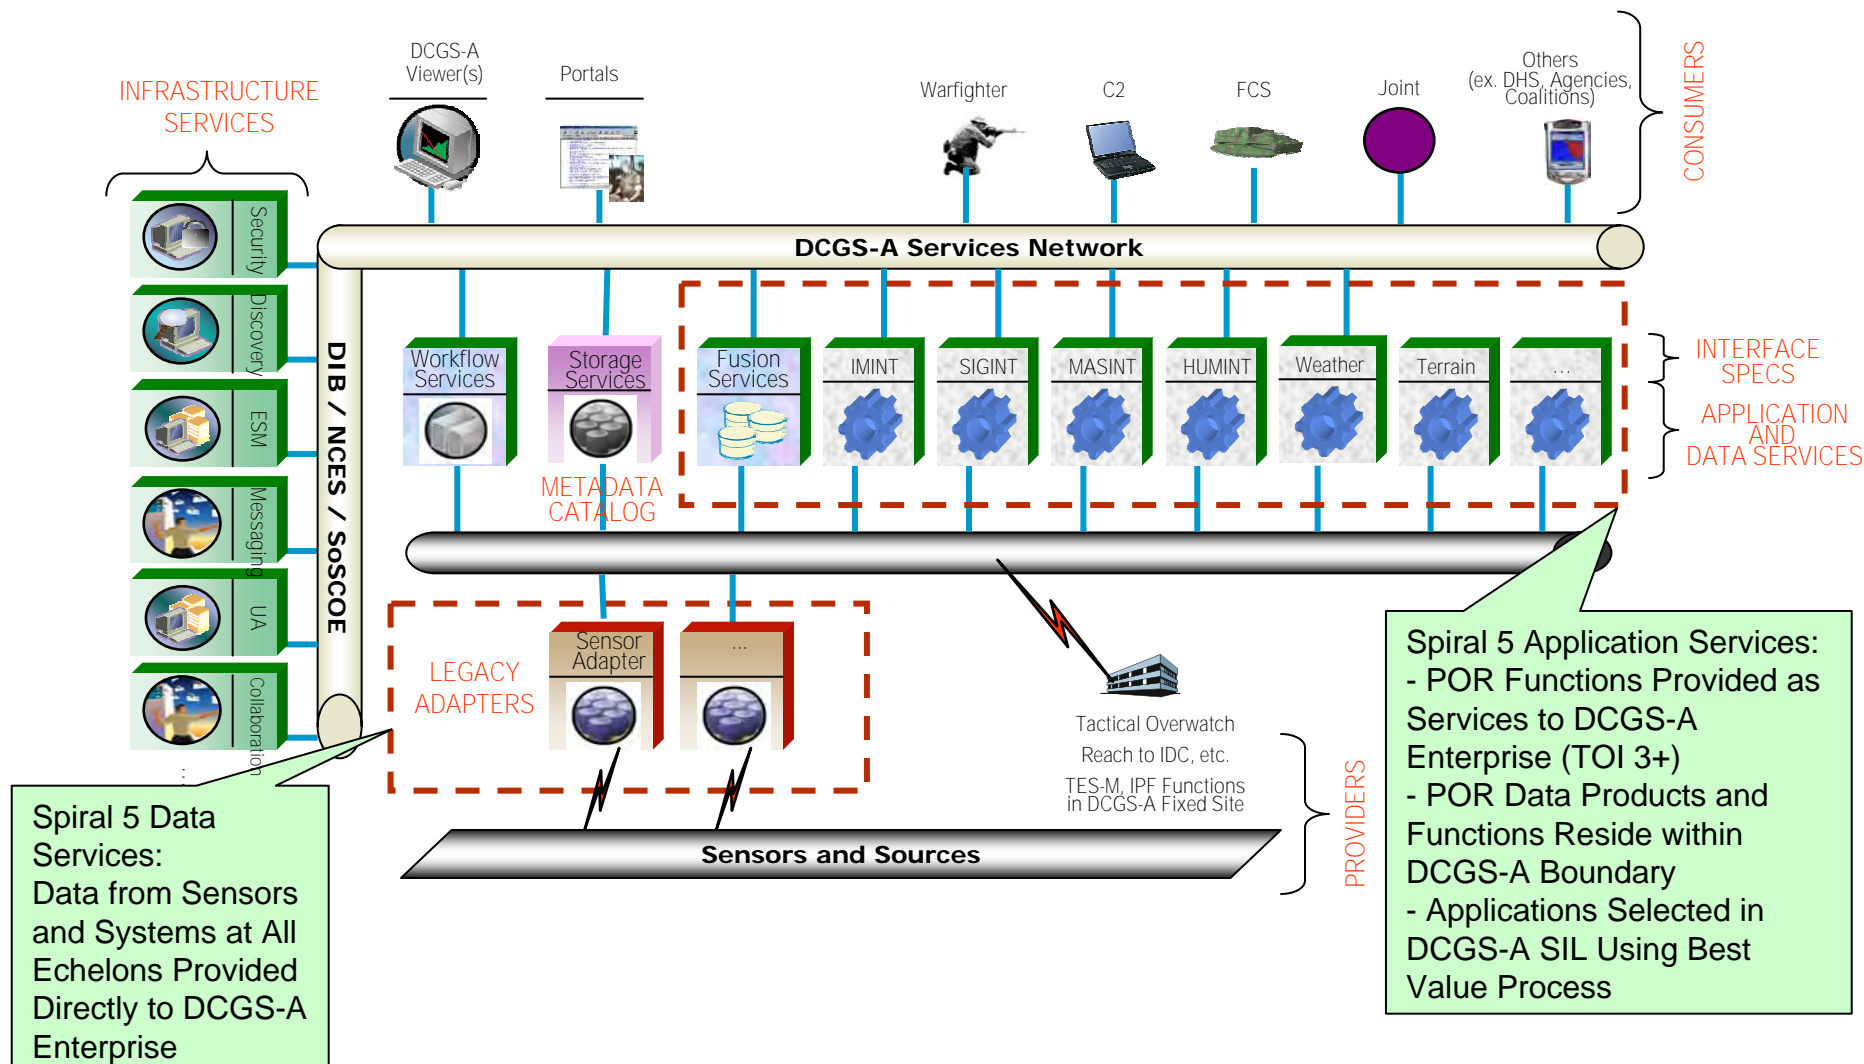 DCGS-A
Viewer(s)
Portals
Warfighter
C2
FCS
Joint
Others
(ex. DHS, Agencies,
Coalitions)
CONSUMERS
INFRASTRUCTURE
SERVICES
Security
Discovery
ESM
Messaging
UA
Collaboration
...
DIB / NCES / SoSCOE
DCGS-A Services Network
Workflow
Services
Storage
Services
Fusion
Services
IMINT
SIGINT
MASINT
HUMINT
Weather
Terrain
...
INTERFACE
SPECS
APPLICATION
AND
DATA SERVICES
METADATA
CATALOG
LEGACY
ADAPTERS
Sensor
Adapter
...
Tactical Overwatch
Reach to IDC, etc.
TES-M, IPF Functions
in DCGS-A Fixed Site
PROVIDERS
Sensors and Sources
Spiral 5 Data
Services:
Data from Sensors
and Systems at All
Echelons Provided
Directly to DCGS-A
Enterprise
Spiral 5 Application Services:
- POR Functions Provided as
Services to DCGS-A
Enterprise (TOI 3+)
- POR Data Products and
Functions Reside within
DCGS-A Boundary
- Applications Selected in
DCGS-A SIL Using Best
Value Process